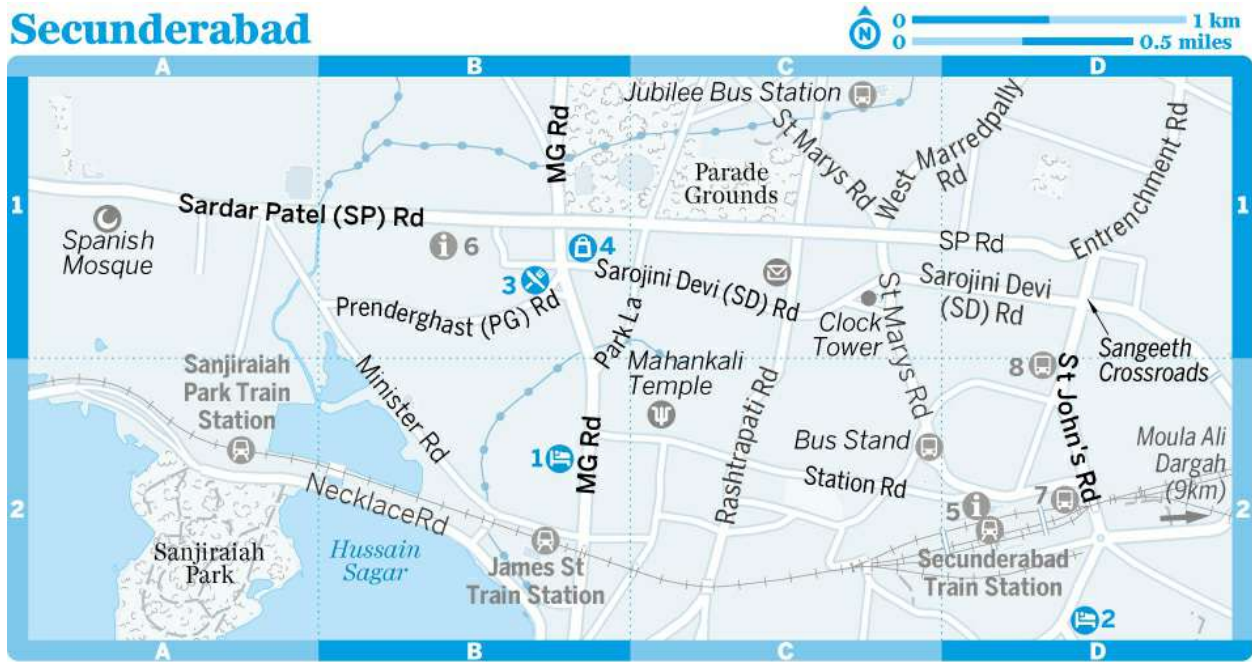 Secunderabad
N
0
1 km
0
0.5 miles
A
B
C
D
1
1
Jubilee Bus Station
MG Rd
St Marys Rd
West Marredpally
Rd
Entrenchment Rd
Parade
Grounds
Sardar Patel (SP) Rd
Spanish
Mosque
6
4
SP Rd
3
Sarojini Devi (SD) Rd
Sarojini Devi
(SD) Rd
Prenderghast (PG) Rd
Park La
Clock
Tower
St Marys Rd
Sangeeth
Crossroads
Sanjiraiah
Park Train
Station
Minister Rd
Mahankali
Temple
8
St John's Rd
Rashtrapati Rd
Bus Stand
Moula Ali
Dargah
(9km)
1
MG Rd
Station Rd
2
2
Necklace Rd
5
7
Sanjiraiah
Park
Hussain
Sagar
James St
Train Station
Secunderabad
Train Station
2
A
B
C
D